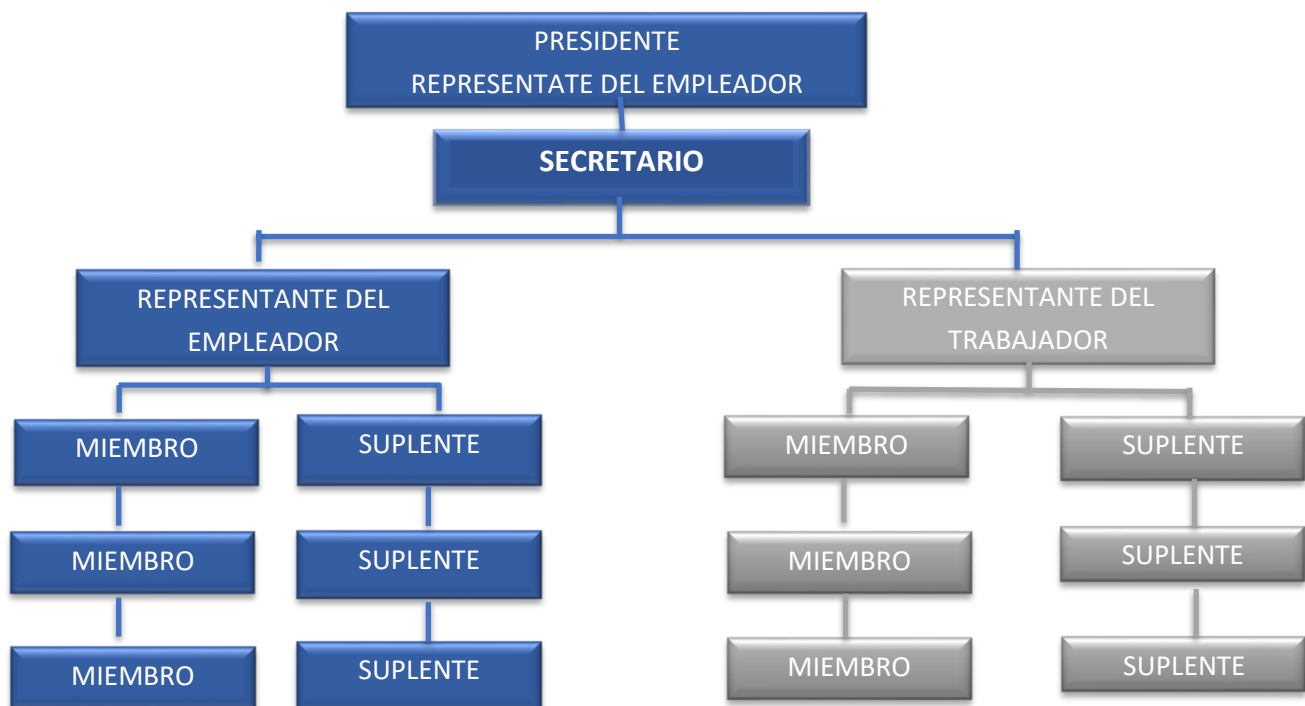 PRESIDENTE
REPRESENTATE DEL EMPLEADOR
SECRETARIO
REPRESENTANTE DEL
EMPLEADOR
REPRESENTANTE DEL
TRABAJADOR
MIEMBRO
SUPLENTE
MIEMBRO
SUPLENTE
MIEMBRO
SUPLENTE
MIEMBRO
SUPLENTE
MIEMBRO
SUPLENTE
MIEMBRO
SUPLENTE